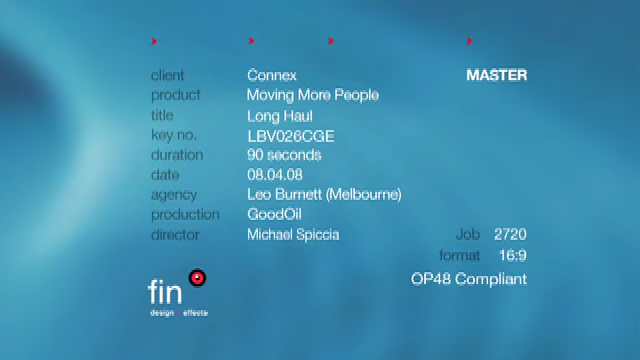 client Connex MASTER
product Moving More People
title Long Haul
key no. LBV026CGE
duration 90 seconds
date 08.04.08
agency Leo Burnett (Melbourne)
production GoodOil
director Michael Spiccia Job 2720
format 16:9
OP48 Compliant
fin
design + effects